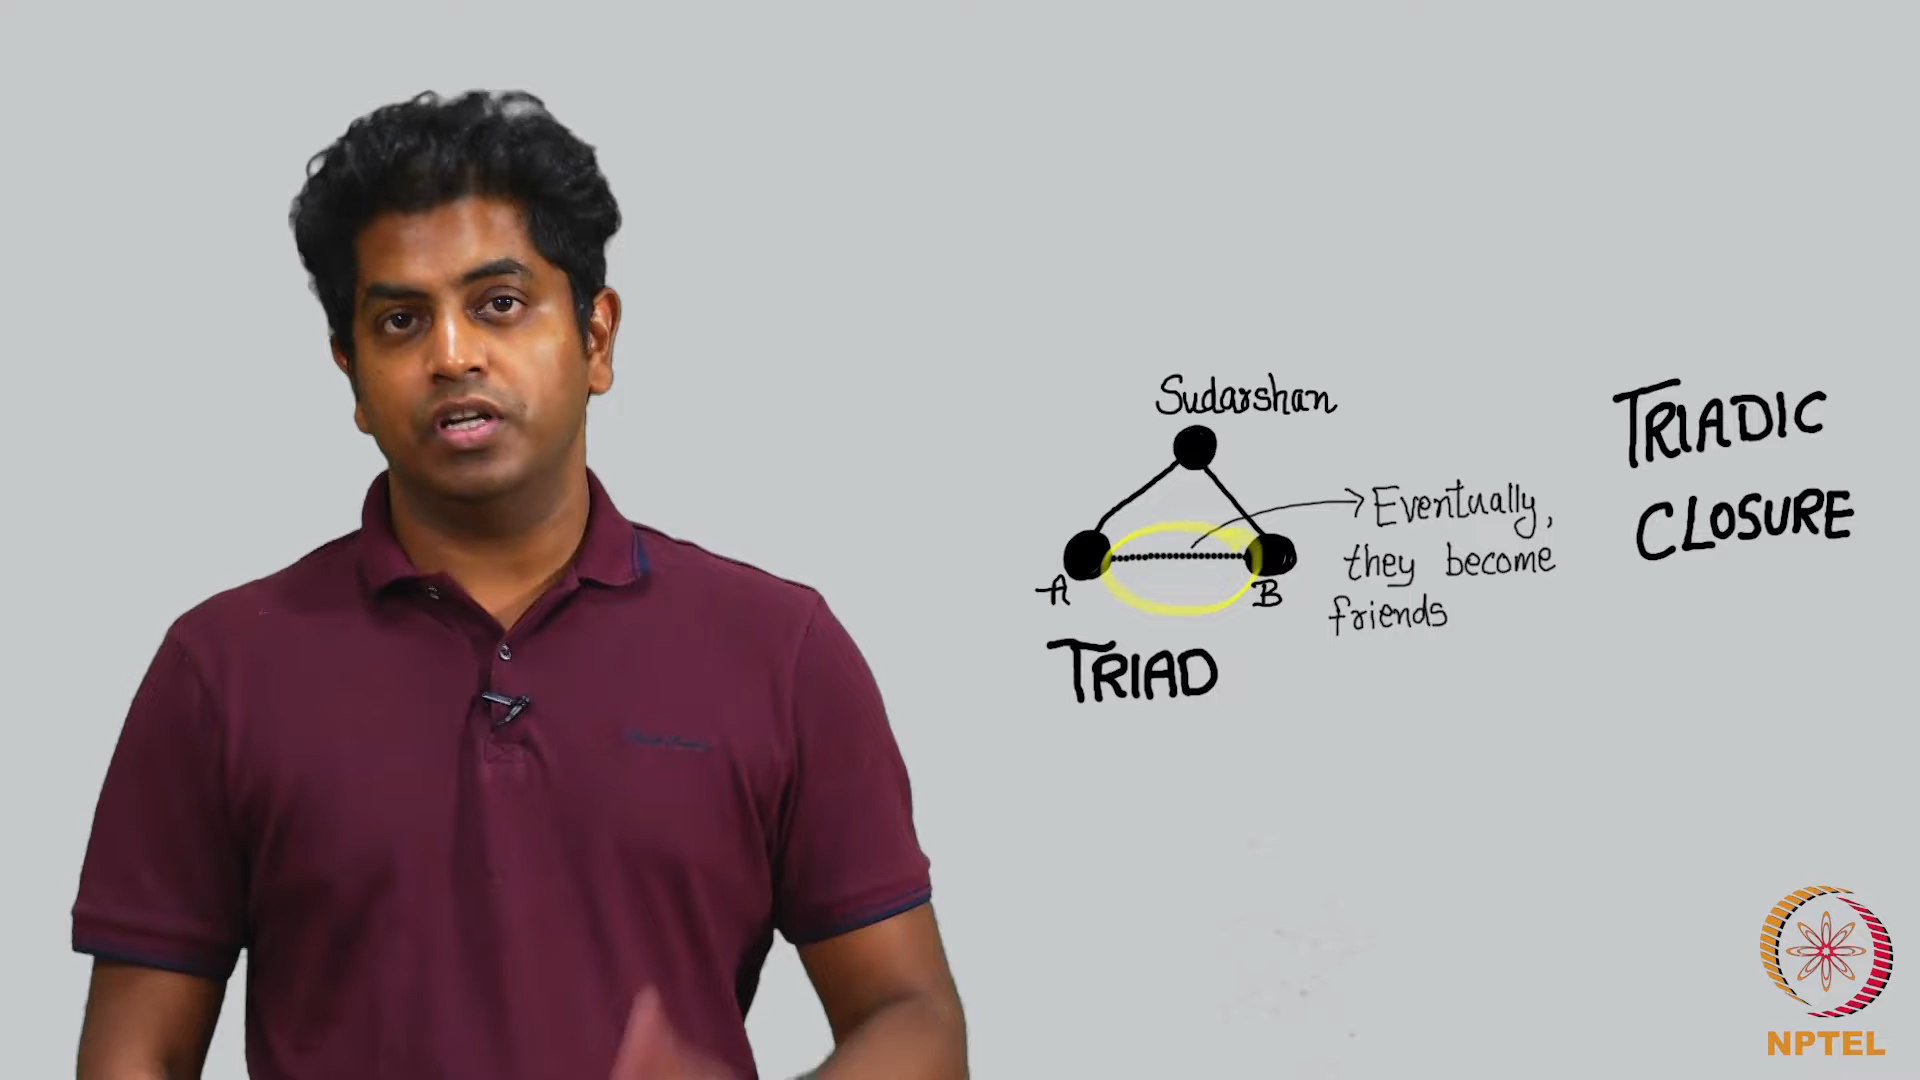 Sudarshan
Eventually,
they become
friends
A
B
TRIAD
TRIADIC
CLOSURE
NPTEL